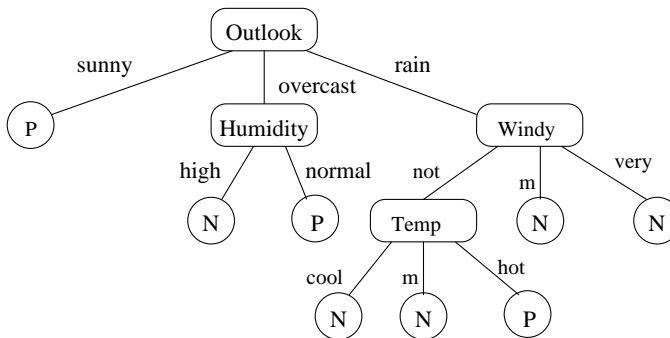 Outlook
sunny
overcast
rain
P
Humidity
Windy
high
normal
not
m
very
N
P
Temp
N
N
cool
m
hot
N
N
P